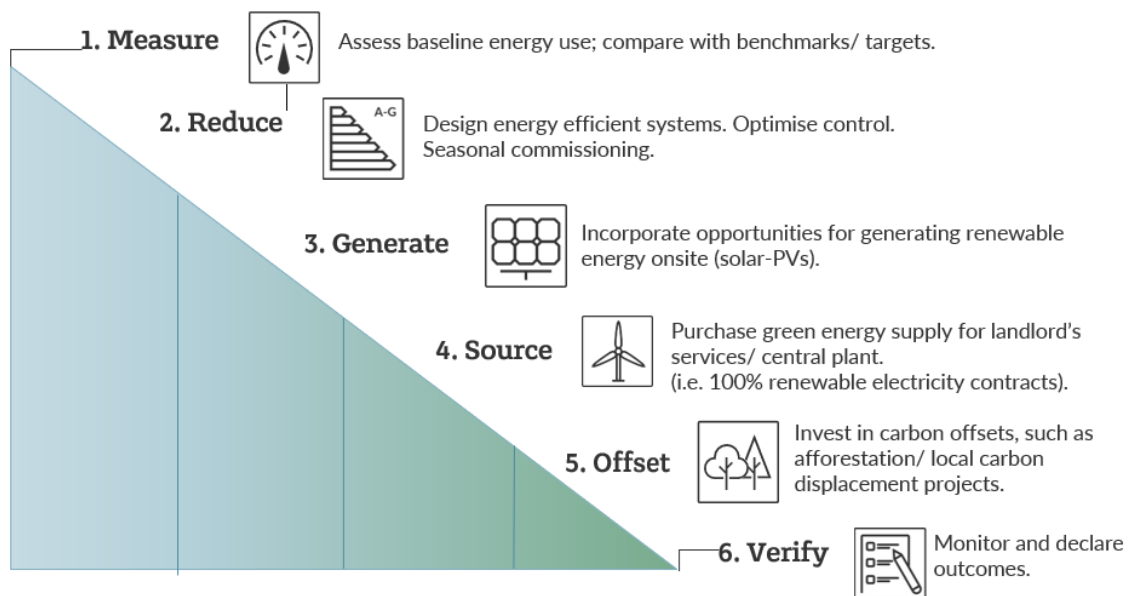 1. Measure
Assess baseline energy use; compare with benchmarks/ targets.
2. Reduce
A-G
Design energy efficient systems. Optimise control.
Seasonal commissioning.
3. Generate
Incorporate opportunities for generating renewable
energy onsite (solar-PVs).
4. Source
Purchase green energy supply for landlord’s
services/ central plant.
(i.e. 100% renewable electricity contracts).
5. Offset
Invest in carbon offsets, such as
afforestation/ local carbon
displacement projects.
6. Verify
Monitor and declare
outcomes.